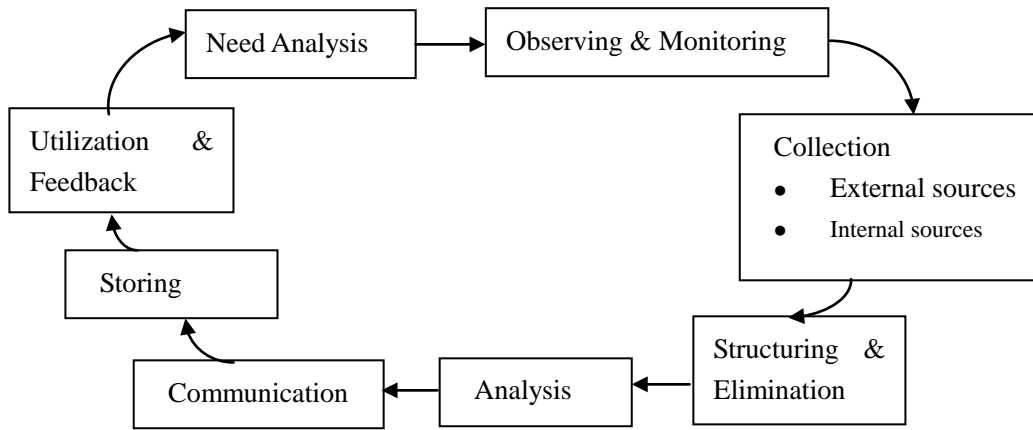 Need Analysis
Observing & Monitoring
Collection
● External sources
● Internal sources
Structuring &
Elimination
Analysis
Communication
Storing
Utilization &
Feedback